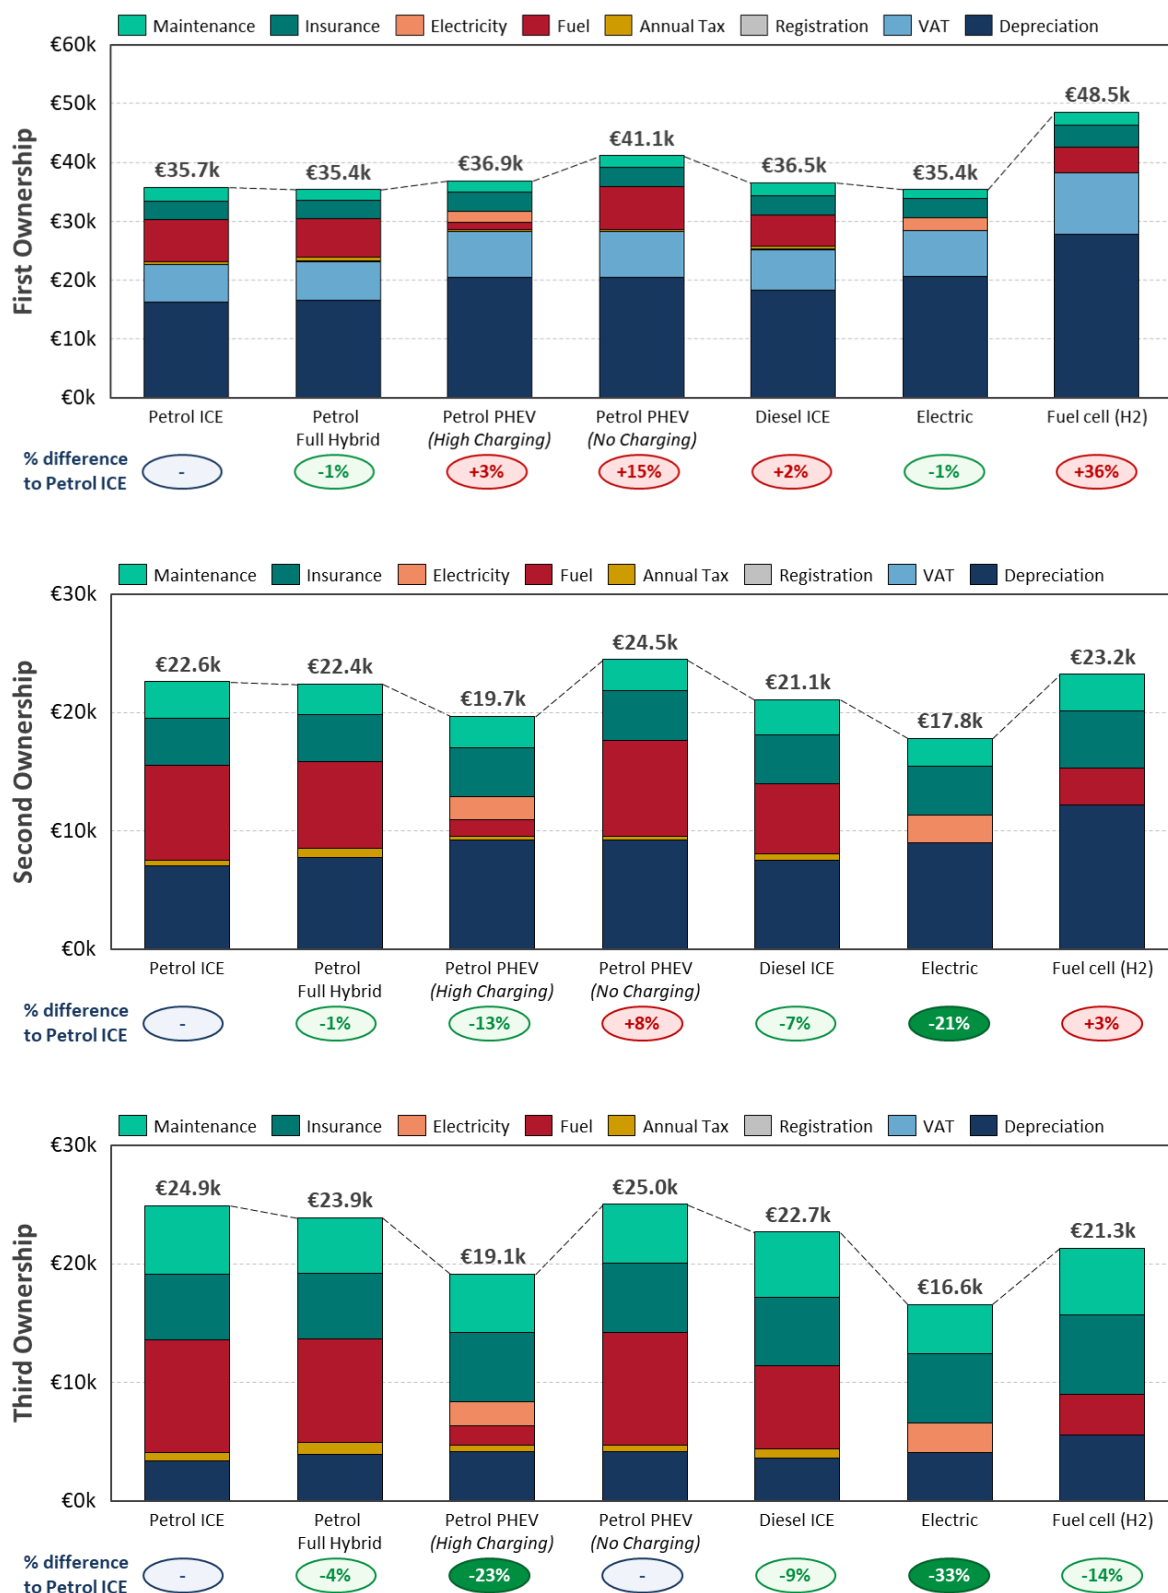 Maintenance Insurance Electricity Fuel Annual Tax Registration VAT Depreciation
First Ownership
€60k
€50k
€40k
€30k
€20k
€10k
€0k
€35.7k €35.4k €36.9k €41.1k €36.5k €35.4k €48.5k
Petrol ICE Petrol Petrol PHEV Petrol PHEV Diesel ICE Electric Fuel cell (H2)
Full Hybrid (High Charging) (No Charging)
% difference
to Petrol ICE
- -1% +3% +15% +2% -1% +36%
Maintenance Insurance Electricity Fuel Annual Tax Registration VAT Depreciation
Second Ownership
€30k
€20k
€10k
€0k
€22.6k €22.4k €19.7k €24.5k €21.1k €17.8k €23.2k
Petrol ICE Petrol Petrol PHEV Petrol PHEV Diesel ICE Electric Fuel cell (H2)
Full Hybrid (High Charging) (No Charging)
% difference
to Petrol ICE
- -1% -13% +8% -7% -21% +3%
Maintenance Insurance Electricity Fuel Annual Tax Registration VAT Depreciation
Third Ownership
€30k
€20k
€10k
€0k
€24.9k €23.9k €19.1k €25.0k €22.7k €16.6k €21.3k
Petrol ICE Petrol Petrol PHEV Petrol PHEV Diesel ICE Electric Fuel cell (H2)
Full Hybrid (High Charging) (No Charging)
% difference
to Petrol ICE
- -4% -23% - -9% -33% -14%